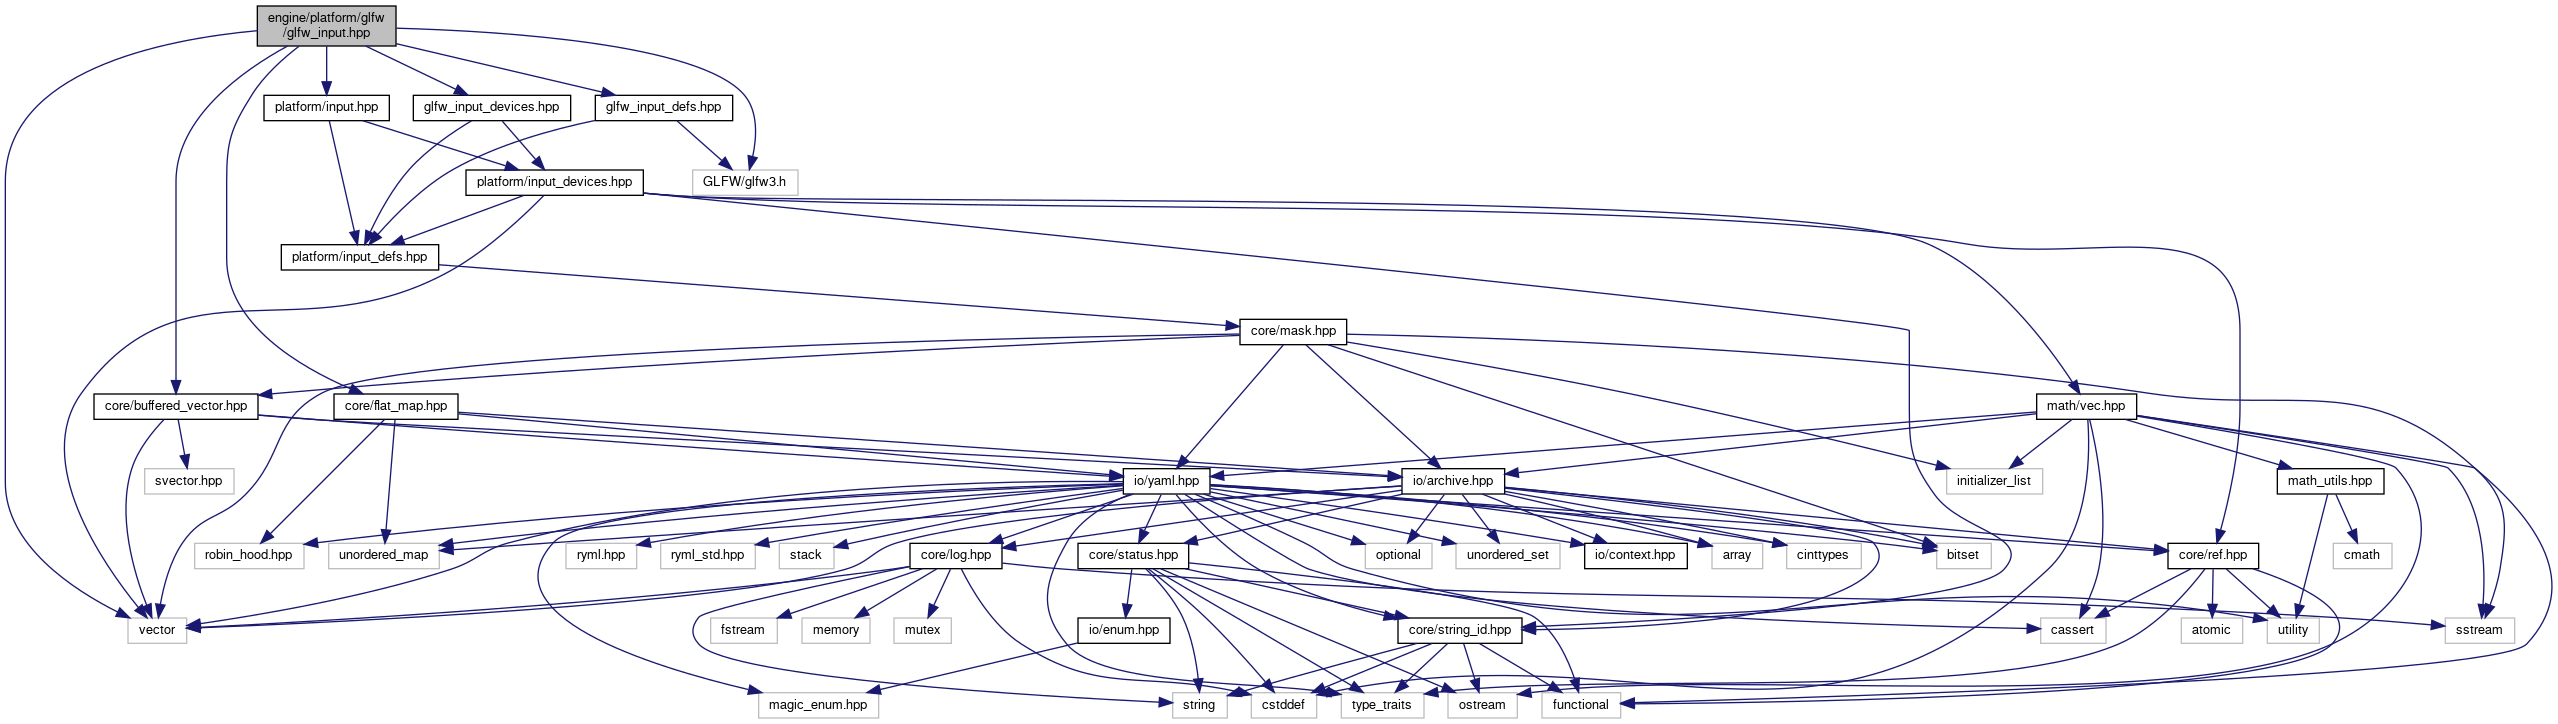 engine/platform/glfw
/glfw_input.hpp
platform/input.hpp
glfw_input_devices.hpp
glfw_input_defs.hpp
platform/input_devices.hpp
GLFW/glfw3.h
platform/input_defs.hpp
core/mask.hpp
core/buffered_vector.hpp
core/flat_map.hpp
math/vec.hpp
svector.hpp
io/yaml.hpp
io/archive.hpp
initializer_list
math_utils.hpp
robin_hood.hpp
unordered_map
ryml.hpp
ryml_std.hpp
stack
core/log.hpp
core/status.hpp
optional
unordered_set
io/context.hpp
array
cinttypes
bitset
core/ref.hpp
cmath
vector
fstream
memory
mutex
io/enum.hpp
core/string_id.hpp
cassert
atomic
utility
sstream
magic_enum.hpp
string
cstddef
type_traits
ostream
functional